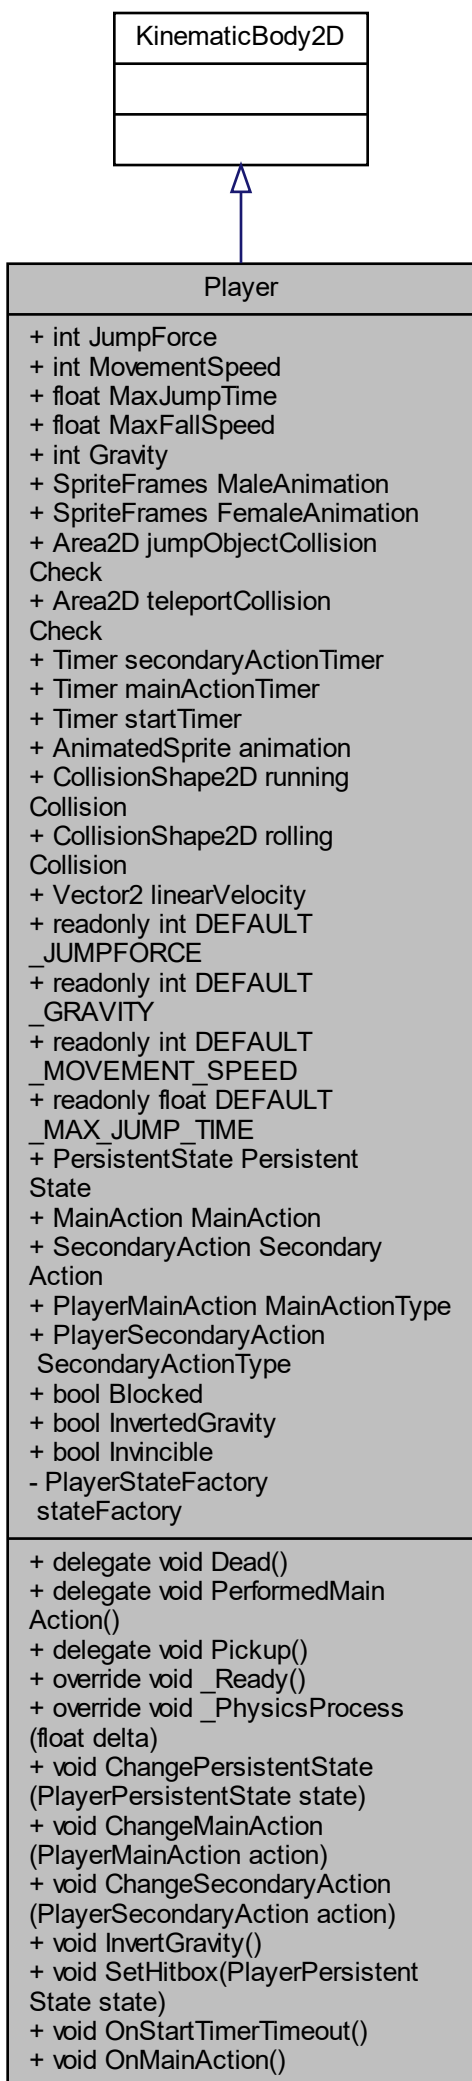 KinematicBody2D
Player
+ int JumpForce
+ int MovementSpeed
+ float MaxJumpTime
+ float MaxFallSpeed
+ int Gravity
+ SpriteFrames MaleAnimation
+ SpriteFrames FemaleAnimation
+ Area2D jumpObjectCollision
Check
+ Area2D teleportCollision
Check
+ Timer secondaryActionTimer
+ Timer mainActionTimer
+ Timer startTimer
+ AnimatedSprite animation
+ CollisionShape2D running
Collision
+ CollisionShape2D rolling
Collision
+ Vector2 linearVelocity
+ readonly int DEFAULT
_JUMPFORCE
+ readonly int DEFAULT
_GRAVITY
+ readonly int DEFAULT
_MOVEMENT_SPEED
+ readonly float DEFAULT
_MAX_JUMP_TIME
+ PersistentState Persistent
State
+ MainAction MainAction
+ SecondaryAction Secondary
Action
+ PlayerMainAction MainActionType
+ PlayerSecondaryAction
SecondaryActionType
+ bool Blocked
+ bool InvertedGravity
+ bool Invincible
- PlayerStateFactory
stateFactory
+ delegate void Dead()
+ delegate void PerformedMain
Action()
+ delegate void Pickup()
+ override void _Ready()
+ override void _PhysicsProcess
(float delta)
+ void ChangePersistentState
(PlayerPersistentState state)
+ void ChangeMainAction
(PlayerMainAction action)
+ void ChangeSecondaryAction
(PlayerSecondaryAction action)
+ void InvertGravity()
+ void SetHitbox(PlayerPersistent
State state)
+ void OnStartTimerTimeout()
+ void OnMainAction()